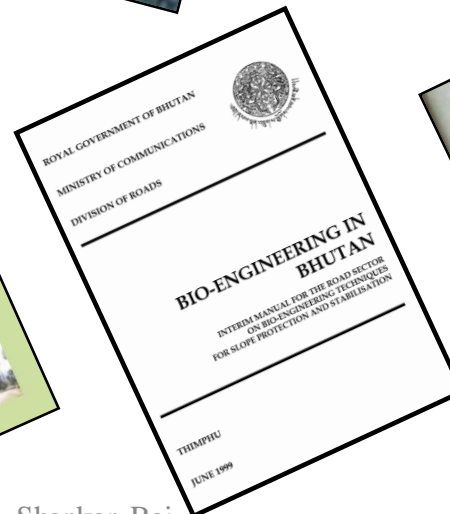 ROYAL GOVERNMENT OF BHUTAN
MINISTRY OF COMMUNICATIONS
DIVISION OF ROADS
BIO-ENGINEERING IN
BHUTAN
INTERIM MANUAL FOR THE ROAD SECTOR
ON BIO-ENGINEERING TECHNIQUES
FOR SLOPE PROTECTION AND STABILISATION
THIMPHU
JUNE 1999